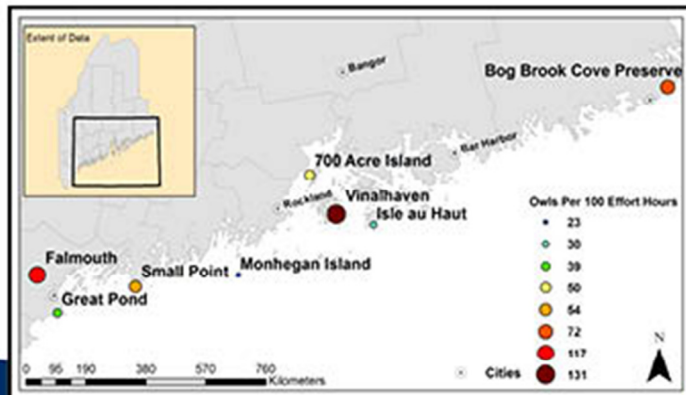 Extent of Data
Bangor
Bog Brook Cove Preserve
Bar Harbor
700 Acre Island
Rockland
Vinalhaven
Isle au Haut
Owls Per 100 Effort Hours
23
30
39
50
54
72
117
131
Falmouth
Small Point
Monhegan Island
Great Pond
N
0 95 190 380 570 760
Kilometers
Cities